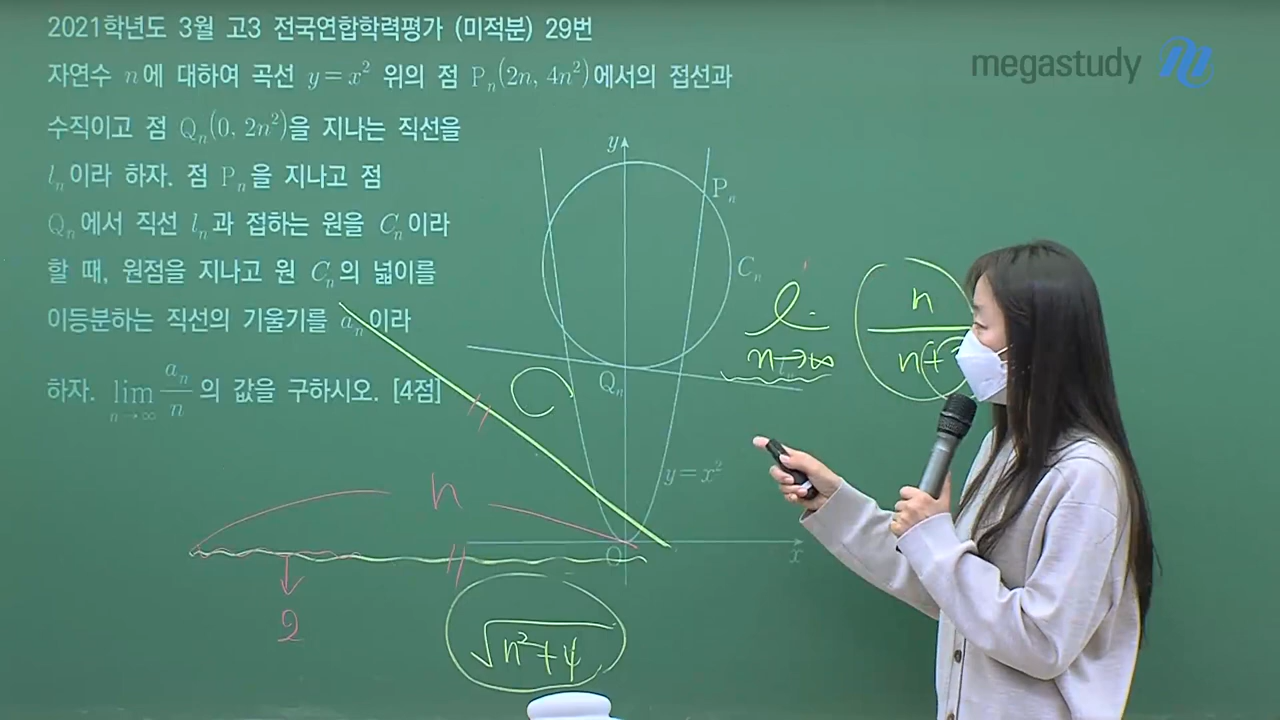 2021학년도 3월 고3 전국연합학력평가 (미적분) 29번
megastudy
자연수 n에 대하여 곡선 y=x² 위의 점 Pₙ(2n, 4n²)에서의 접선과
수직이고 점 Qₙ(0, 2n²)을 지나는 직선을
lₙ이라 하자. 점 Pₙ을 지나고 점
Qₙ에서 직선 lₙ과 접하는 원을 Cₙ이라
할 때, 원점을 지나고 원 Cₙ의 넓이를
이등분하는 직선의 기울기를 aₙ이라
하자. lim n→∞ aₙ/n 의 값을 구하시오. [4점]
y
Pₙ
Cₙ
Qₙ
y=x²
O
x
l
n→∞
n
n+
n
2
√n²+4